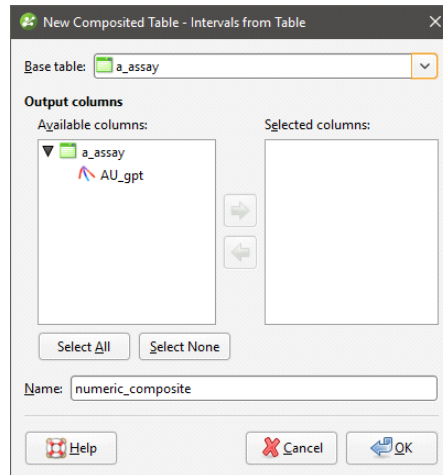 New Composited Table - Intervals from Table
Base table: a_assay
Output columns
Available columns: Selected columns:
a_assay
AU_gpt
Select All Select None
Name: numeric_composite
Help Cancel OK